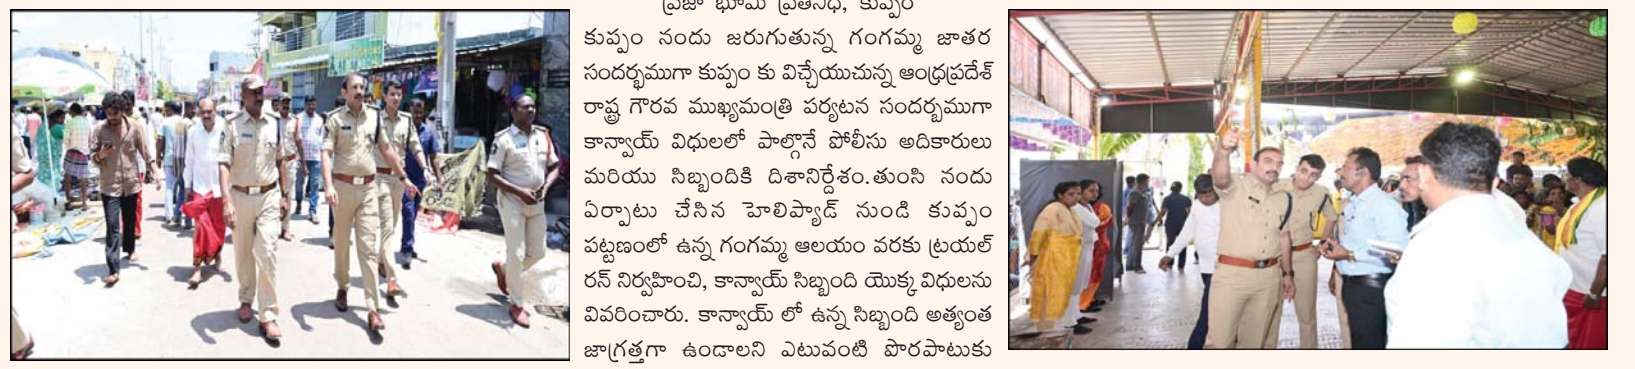 ప్రజా భూమి ప్రతినిధి, కుప్పం
కుప్పం నందు జరుగుతున్న గంగమ్మ జాతర
సందర్భముగా కుప్పం కు విచ్చేయుచున్న ఆంధ్రప్రదేశ్
రాష్ట్ర గౌరవ ముఖ్యమంత్రి పర్యటన సందర్భముగా
కాన్వాయ్ విధులలో పాల్గొనే పోలీసు అదికారులు
మరియు సిబ్బందికి దిశానిర్దేశం.తుంసి నందు
ఏర్పాటు చేసిన హెలిప్యాడ్ నుండి కుప్పం
పట్టణంలో ఉన్న గంగమ్మ ఆలయం వరకు ట్రయల్
రన్ నిర్వహించి, కాన్వాయ్ సిబ్బంది యొక్క విధులను
వివరించారు. కాన్వాయ్ లో ఉన్న సిబ్బంది అత్యంత
జాగ్రత్తగా ఉండాలని ఎటువంటి పొరపాటుకు